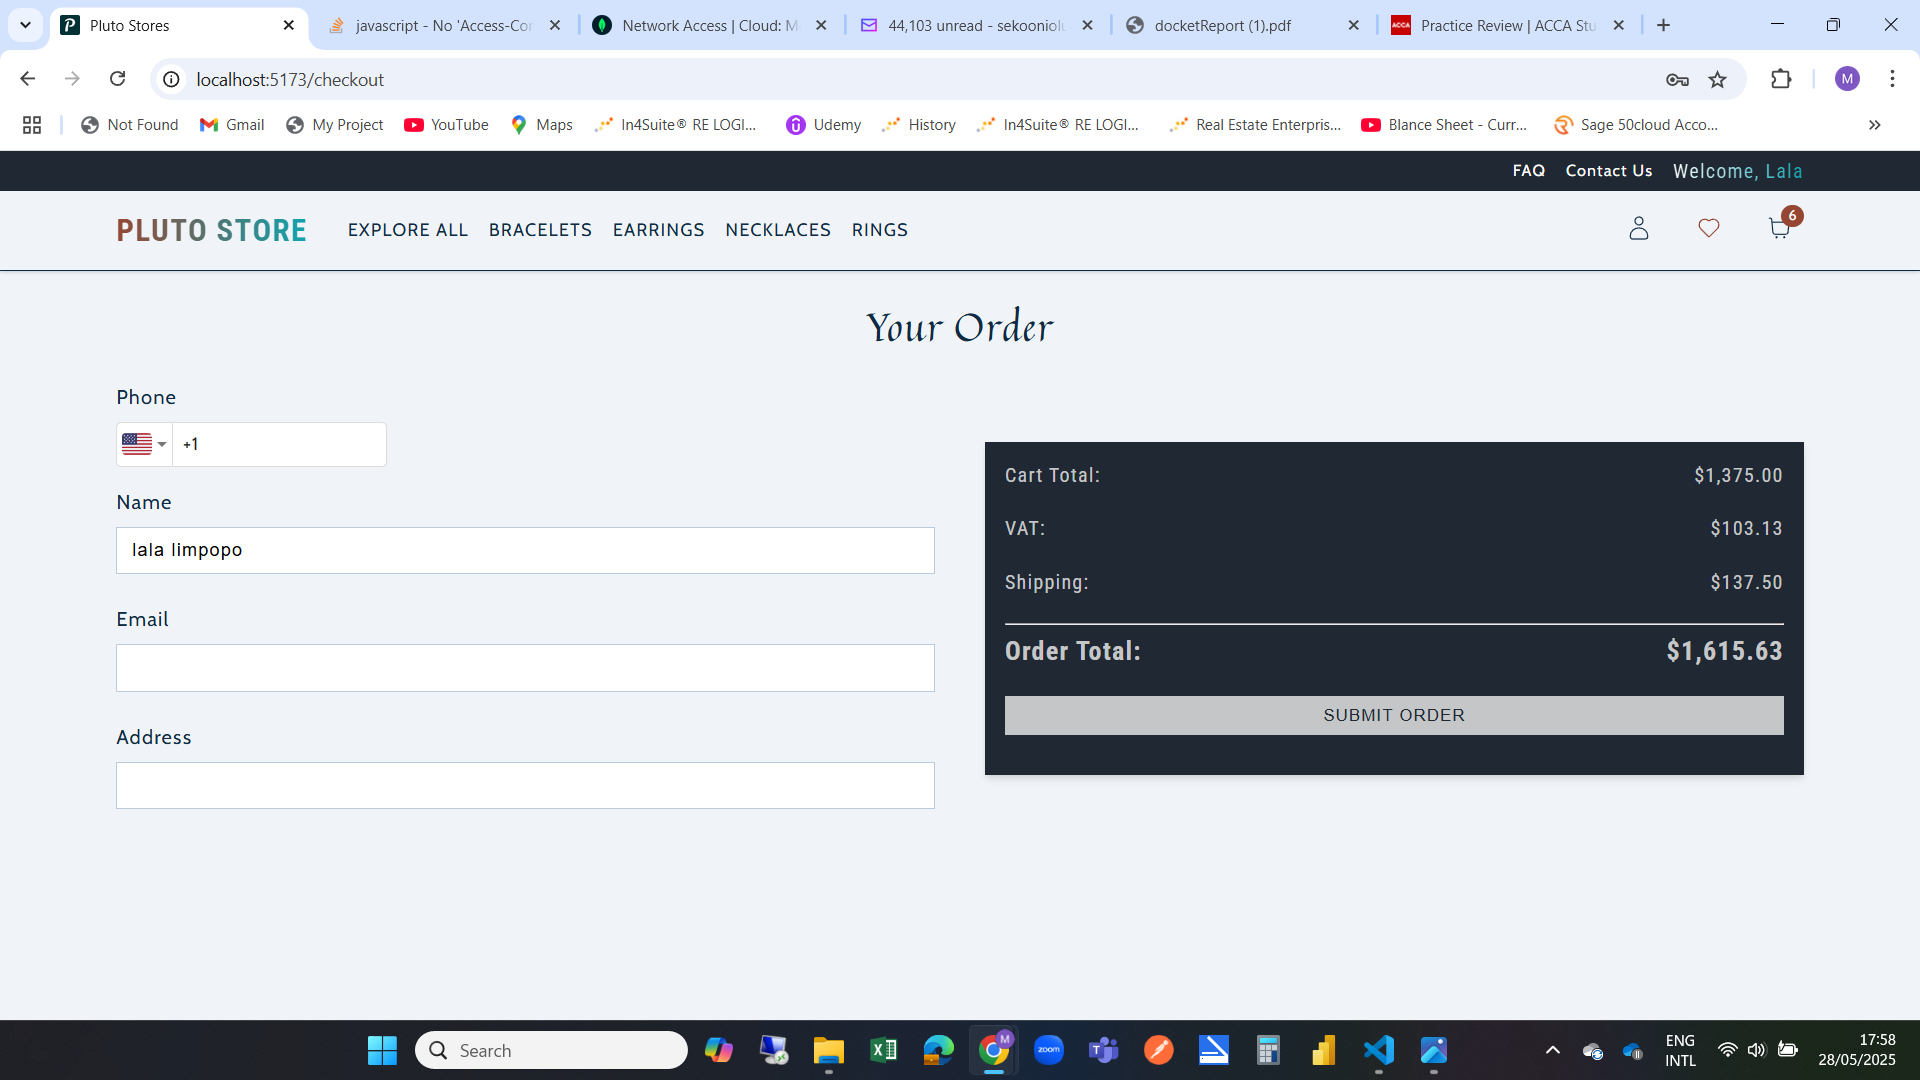 Pluto Stores
javascript - No 'Access-Cor
Network Access | Cloud: M
44,103 unread - sekooniolu
docketReport (1).pdf
Practice Review | ACCA Stu
localhost:5173/checkout
M
Not Found
Gmail
My Project
YouTube
Maps
In4Suite® RE LOGI...
Udemy
History
In4Suite® RE LOGI...
Real Estate Enterpris...
Blance Sheet - Curr...
Sage 50cloud Acco...
FAQ
Contact Us
Welcome, Lala
PLUTO STORE
EXPLORE ALL
BRACELETS
EARRINGS
NECKLACES
RINGS
6
Your Order
Phone
+1
Name
lala limpopo
Email
Address
Cart Total: $1,375.00
VAT: $103.13
Shipping: $137.50
Order Total: $1,615.63
SUBMIT ORDER
Search
zoom
ENG
INTL
17:58
28/05/2025